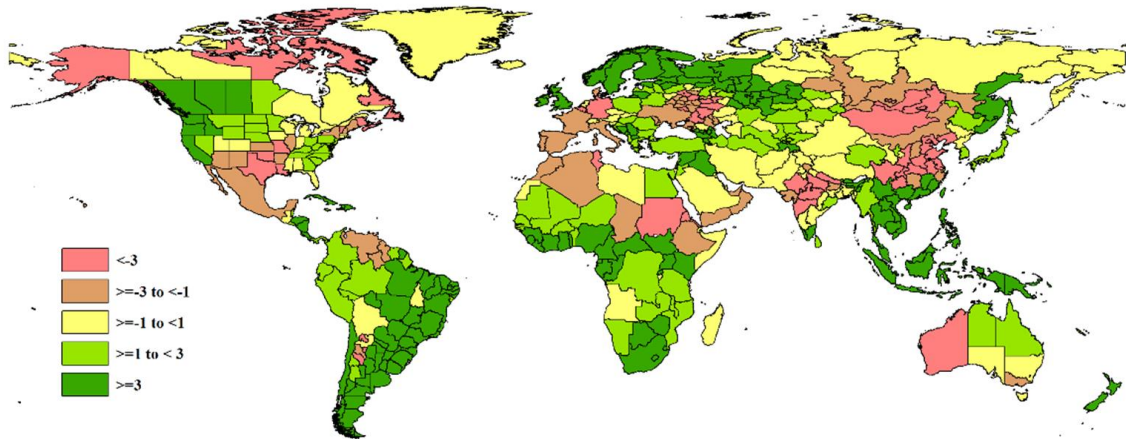 <-3
>=-3 to <-1
>=-1 to <1
>=1 to < 3
>=3